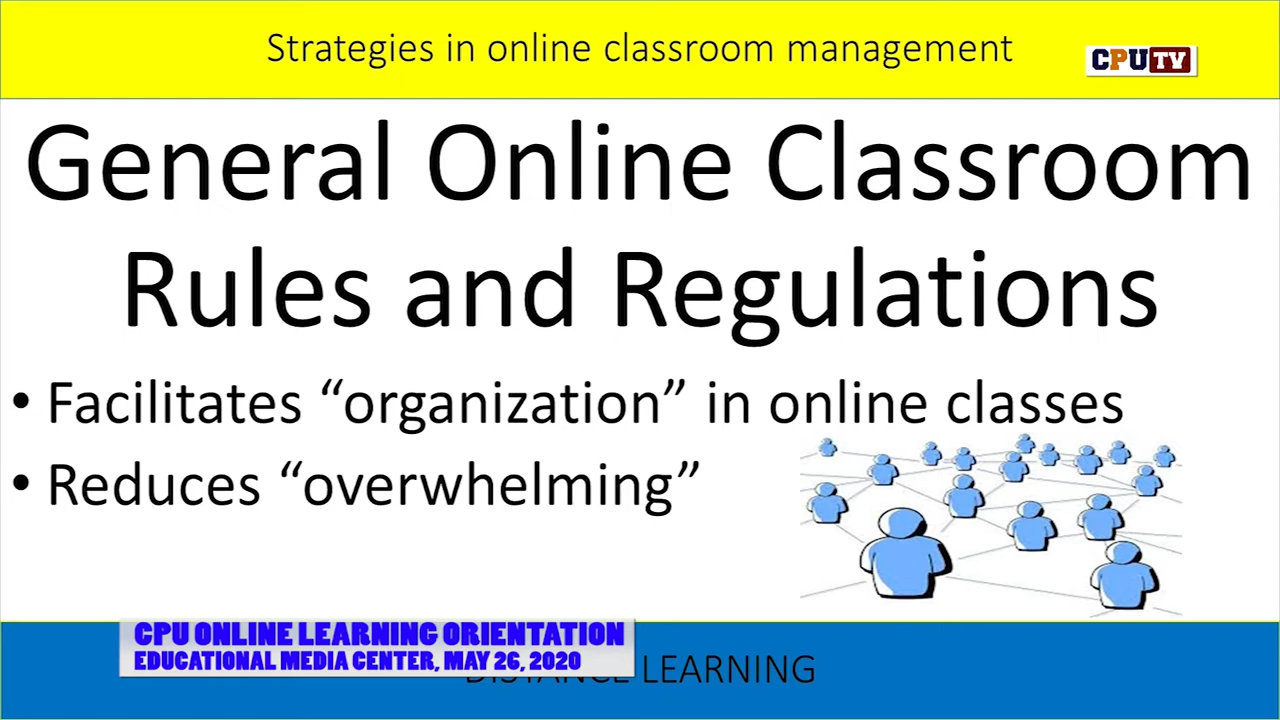 Strategies in online classroom management
CPUTV
General Online Classroom
Rules and Regulations
• Facilitates “organization” in online classes
• Reduces “overwhelming”
CPU ONLINE LEARNING ORIENTATION
EDUCATIONAL MEDIA CENTER, MAY 26, 2020
DISTANCE LEARNING